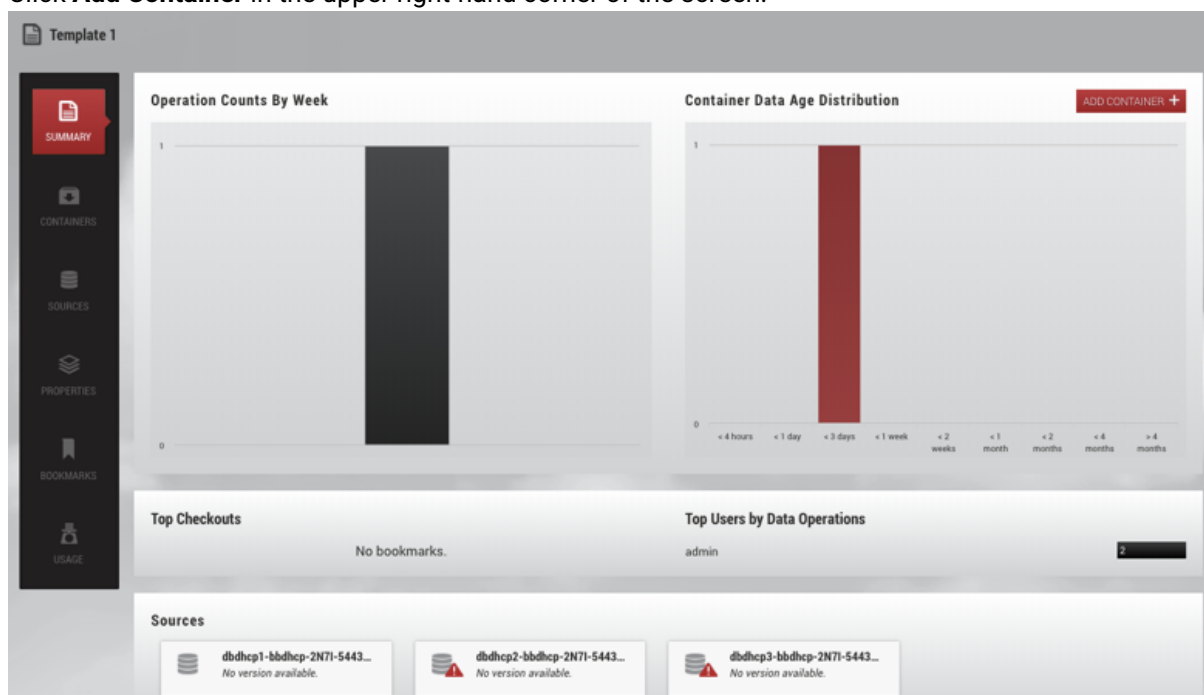 Click Add Container in the upper right-hand corner of the screen.
Template 1
SUMMARY
CONTAINERS
SOURCES
PROPERTIES
BOOKMARKS
USAGE
Operation Counts By Week
1
0
Container Data Age Distribution
ADD CONTAINER +
1
0
< 4 hours < 1 day < 3 days < 1 week < 2 weeks < 1 month < 2 months < 4 months > 4 months
Top Checkouts
No bookmarks.
Top Users by Data Operations
admin
2
Sources
dbdhcp1-bbdhcp-2N7I-5443...
No version available.
dbdhcp2-bbdhcp-2N7I-5443...
No version available.
dbdhcp3-bbdhcp-2N7I-5443...
No version available.